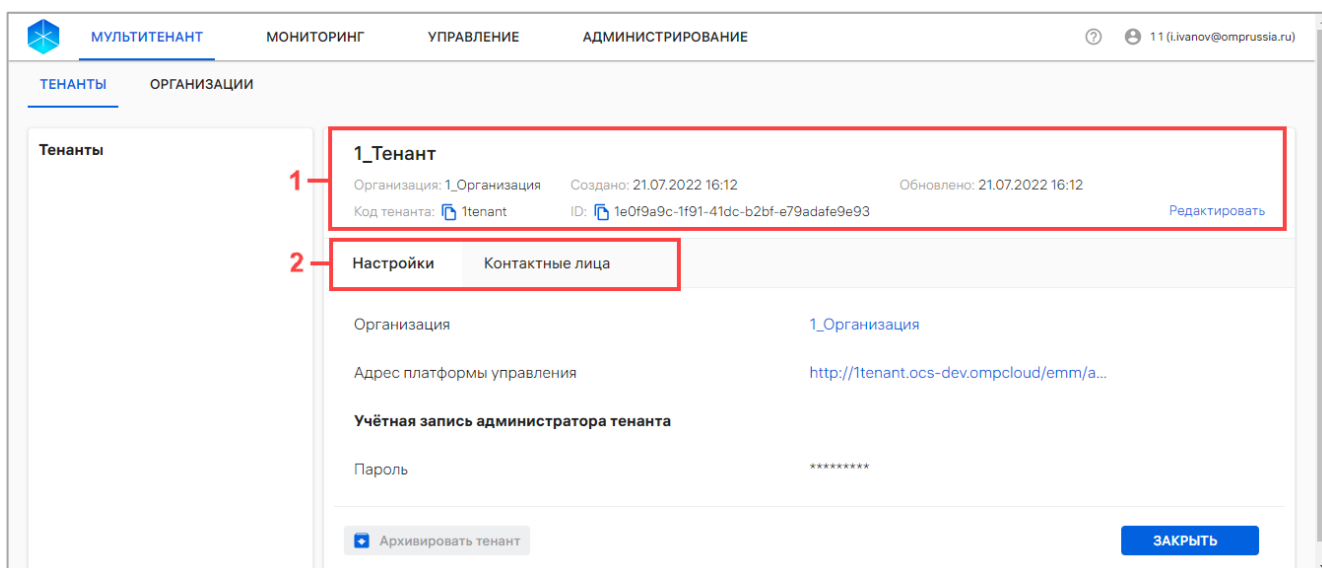 МУЛЬТИТЕНАНТ МОНИТОРИНГ УПРАВЛЕНИЕ АДМИНИСТРИРОВАНИЕ 11 (i.ivanov@omprussia.ru)
ТЕНАНТЫ ОРГАНИЗАЦИИ
Тенанты
1
1_Тенант
Организация: 1_Организация Создано: 21.07.2022 16:12 Обновлено: 21.07.2022 16:12
Код тенанта: 1tenant ID: 1e0f9a9c-1f91-41dc-b2bf-e79adafe9e93 Редактировать
2
Настройки Контактные лица
Организация 1_Организация
Адрес платформы управления http://1tenant.ocs-dev.ompcloud/emm/a...
Учётная запись администратора тенанта
Пароль *********
Архивировать тенант ЗАКРЫТЬ